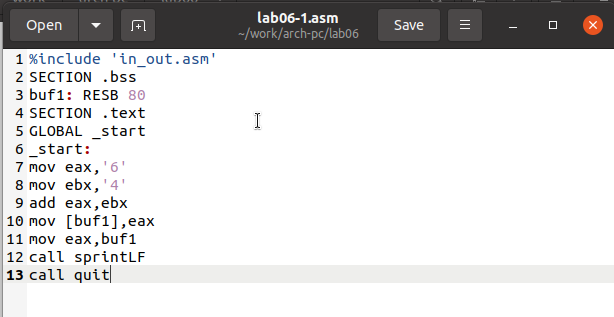 Open
lab06-1.asm
~/work/arch-pc/lab06
Save
1 %include 'in_out.asm'
2 SECTION .bss
3 buf1: RESB 80
4 SECTION .text
5 GLOBAL _start
6 _start:
7 mov eax,'6'
8 mov ebx,'4'
9 add eax,ebx
10 mov [buf1],eax
11 mov eax,buf1
12 call sprintLF
13 call quit